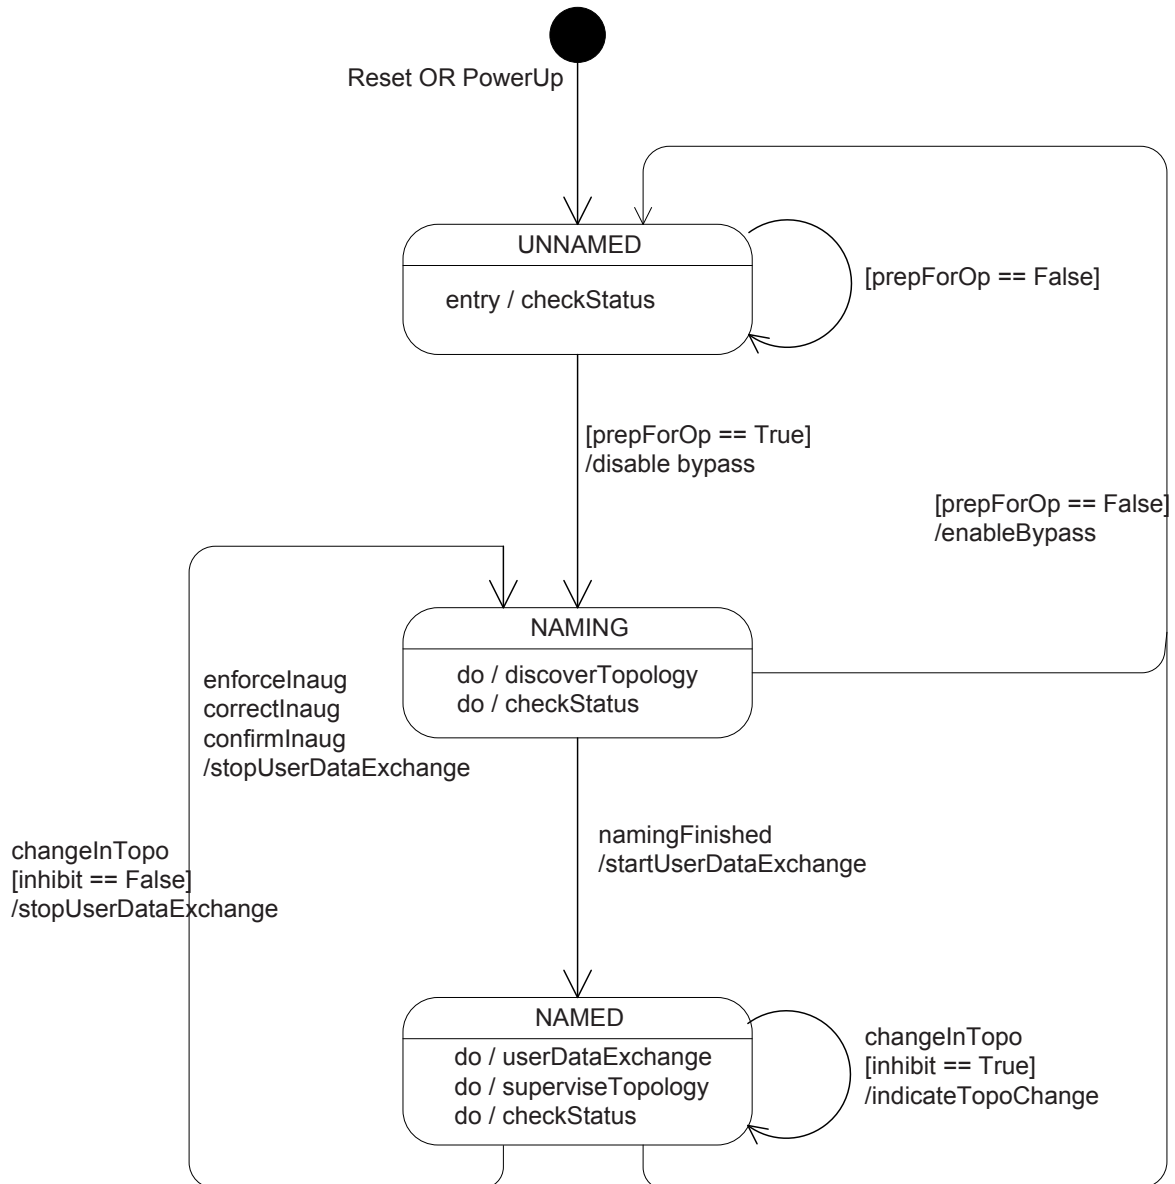 Reset OR PowerUp
UNNAMED
entry / checkStatus
[prepForOp == False]
[prepForOp == True]
/disable bypass
[prepForOp == False]
/enableBypass
NAMING
do / discoverTopology
do / checkStatus
enforceInaug
correctInaug
confirmInaug
/stopUserDataExchange
changeInTopo
[inhibit == False]
/stopUserDataExchange
namingFinished
/startUserDataExchange
NAMED
do / userDataExchange
do / superviseTopology
do / checkStatus
changeInTopo
[inhibit == True]
/indicateTopoChange